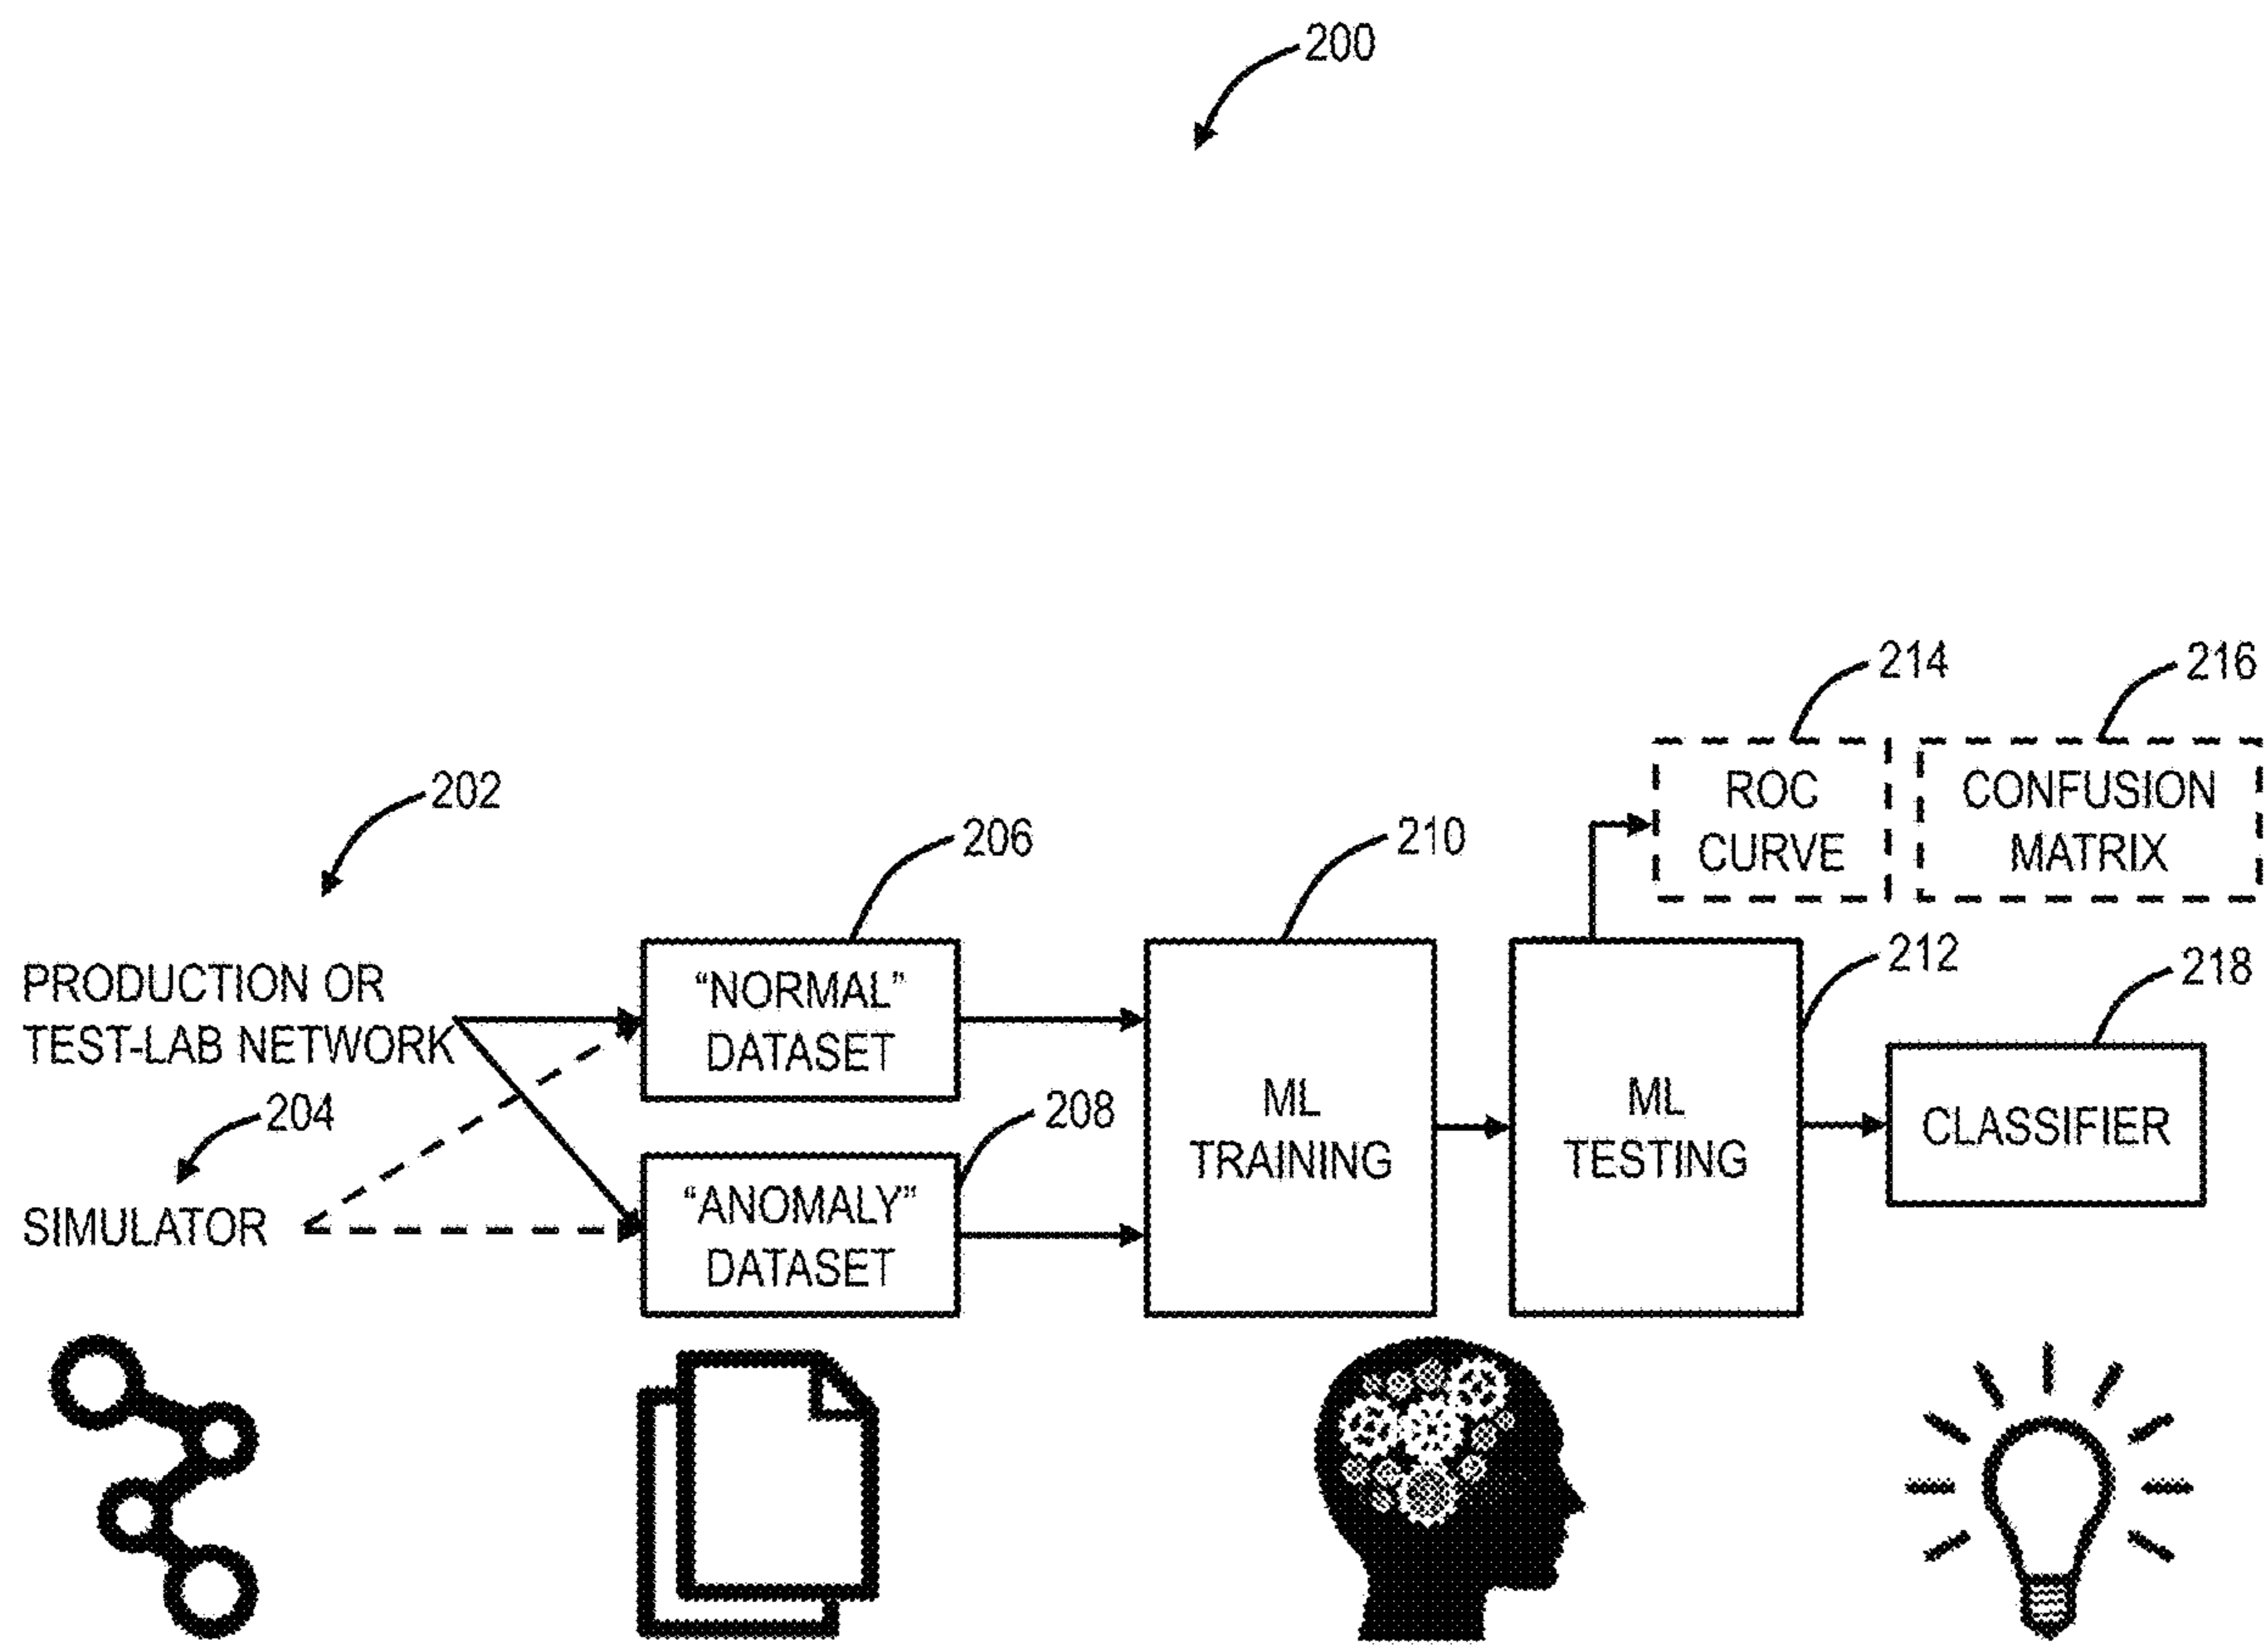 200
214
216
ROC
CURVE
CONFUSION
MATRIX
202
206
210
212
218
PRODUCTION OR
TEST-LAB NETWORK
“NORMAL”
DATASET
204
208
SIMULATOR
“ANOMALY”
DATASET
ML
TRAINING
ML
TESTING
CLASSIFIER